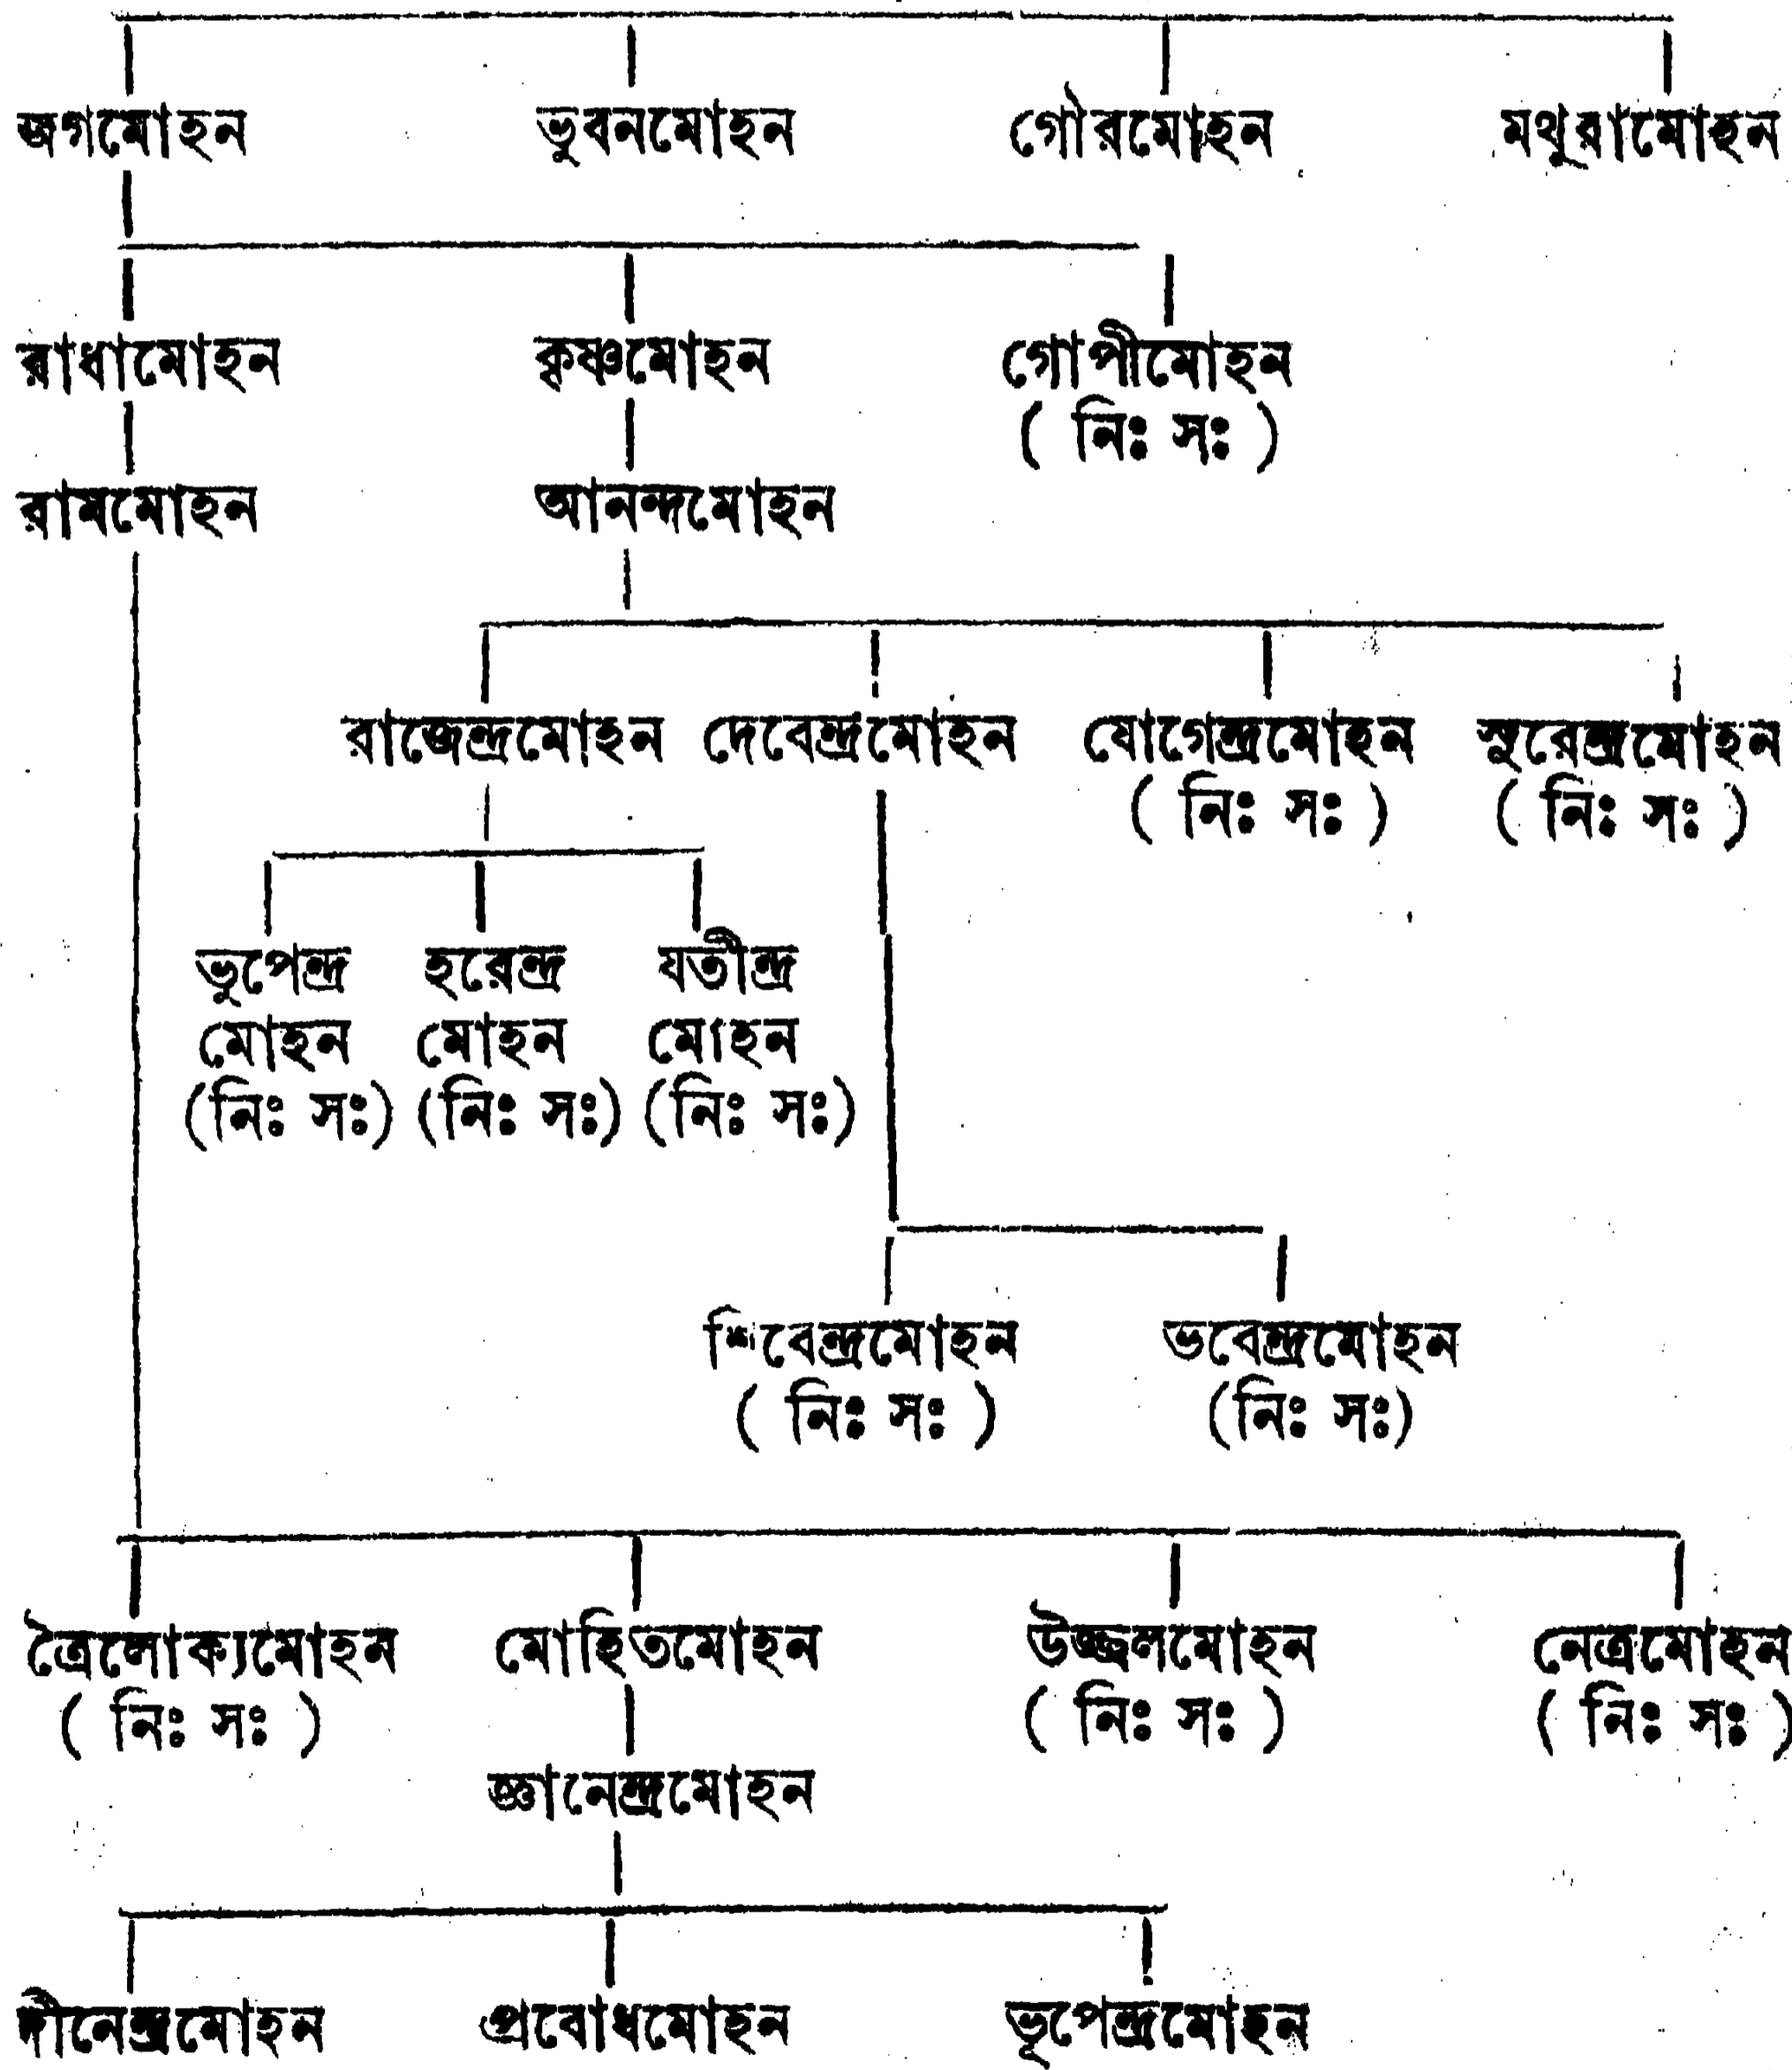 জগমোহন ভুবনমোহন গৌরমোহন মথুরামোহন
রাধামোহন কৃষ্ণমোহন গোপীমোহন
( নিঃ সঃ )
রামমোহন আনন্দমোহন
রাজেন্দ্রমোহন দেবেন্দ্রমোহন যোগেন্দ্রমোহন সুরেন্দ্রমোহন
( নিঃ সঃ ) ( নিঃ সঃ )
ভুপেন্দ্র হরেন্দ্র যতীন্দ্র
মোহন মোহন মোহন
(নিঃ সঃ) (নিঃ সঃ) (নিঃ সঃ)
শিবেন্দ্রমোহন ভবেন্দ্রমোহন
( নিঃ সঃ ) (নিঃ সঃ)
ত্রৈলোক্যমোহন মোহিতমোহন উজ্জ্বলমোহন নেত্রমোহন
( নিঃ সঃ ) ( নিঃ সঃ ) ( নিঃ সঃ )
জ্ঞানেন্দ্রমোহন
দীনেন্দ্রমোহন প্রবোধমোহন ভূপেন্দ্রমোহন